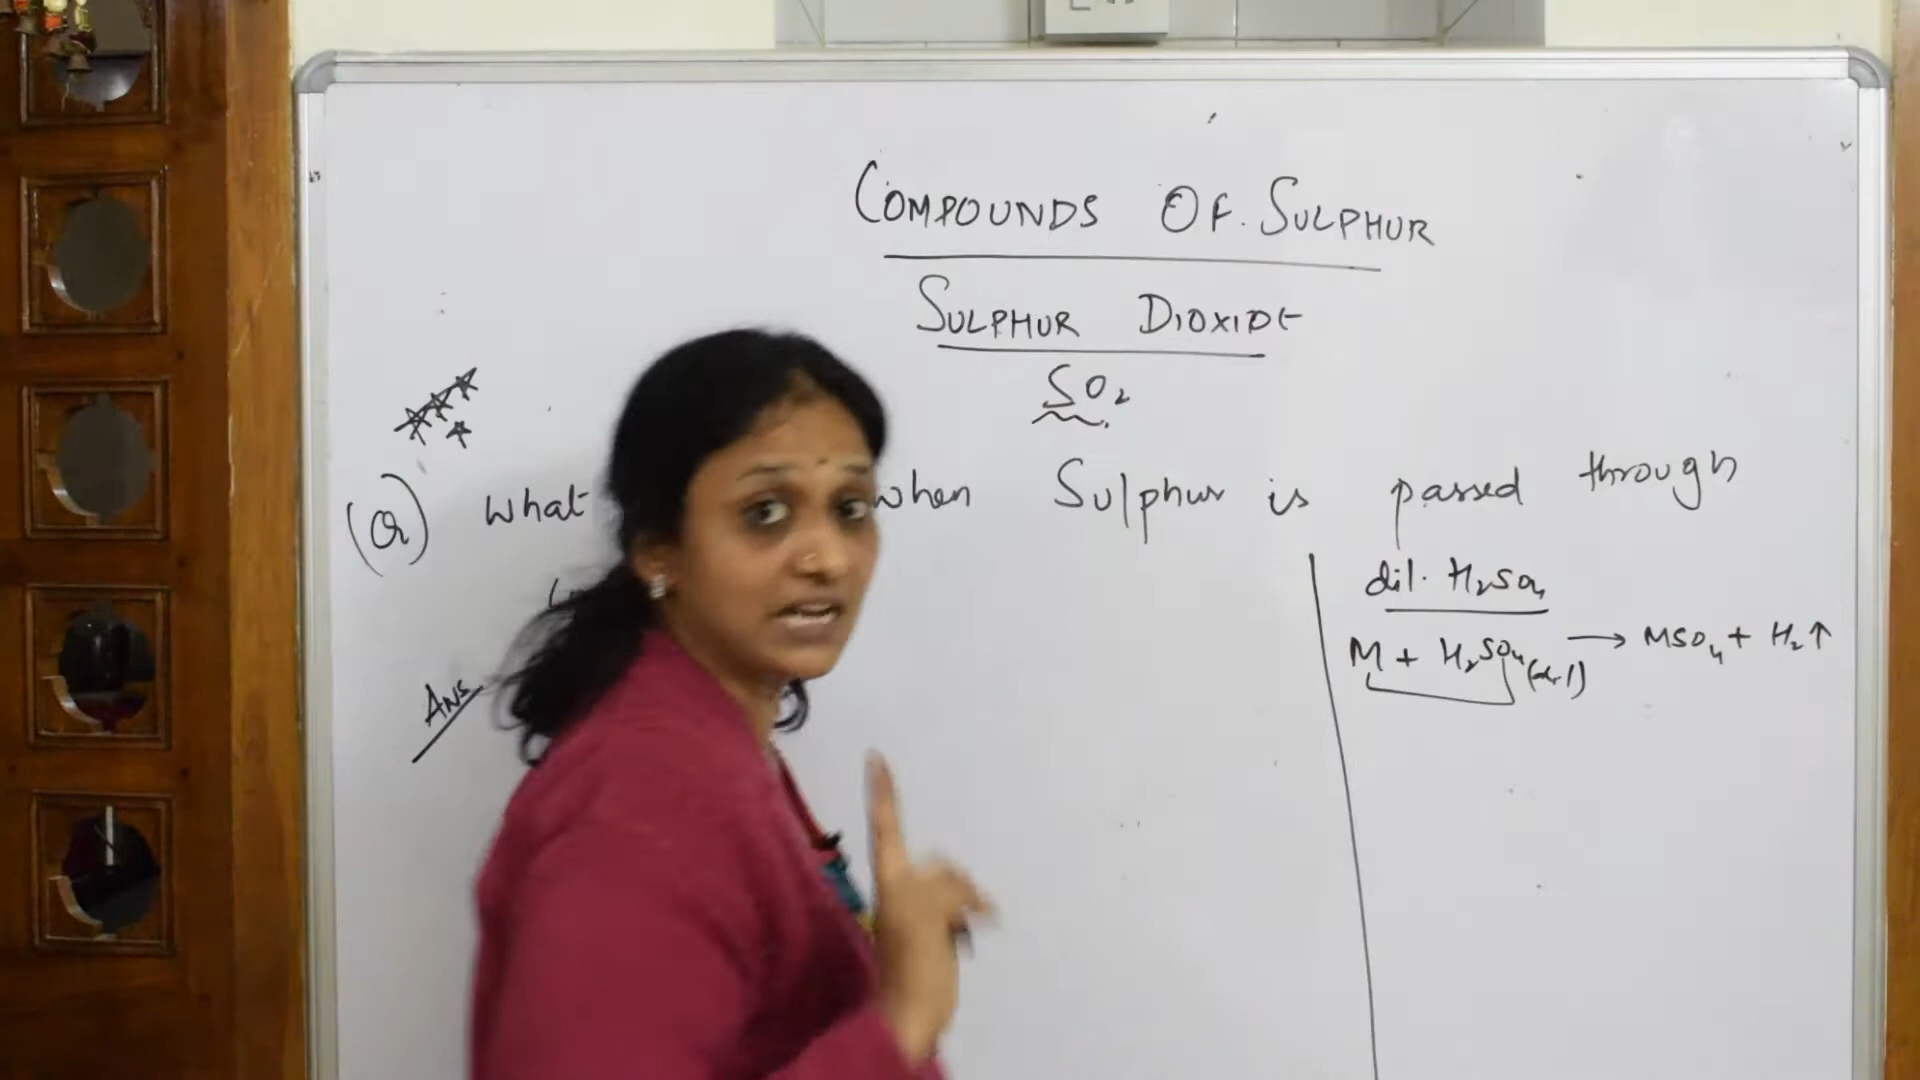 COMPOUNDS OF. SULPHUR
SULPHUR DIOXIDE
SO₂
(Q) What when Sulphur is passed through
Ans
dil. H₂SO₄
M + H₂SO₄ (dil) → MSO₄ + H₂↑